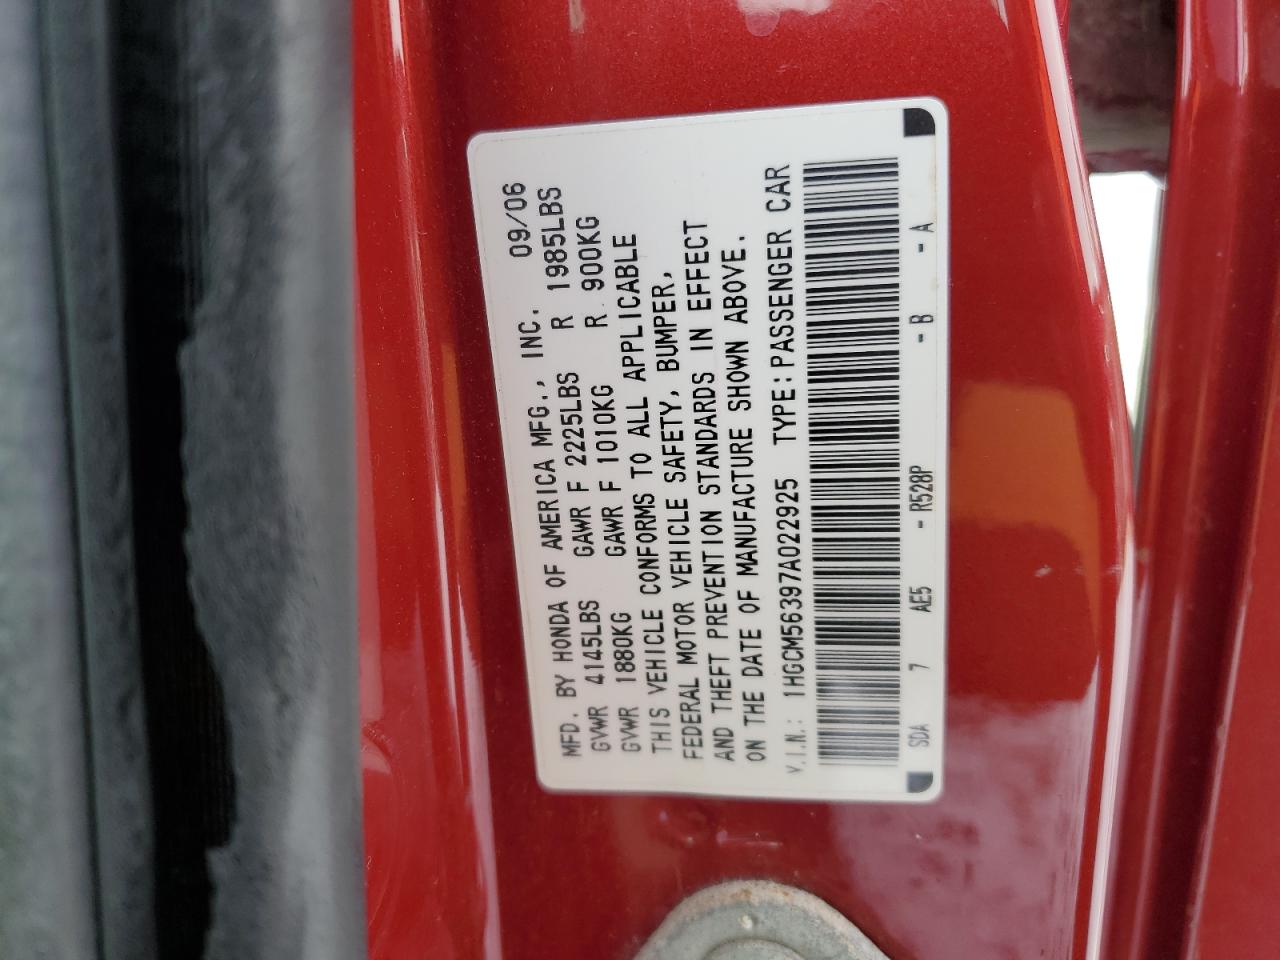 MFD. BY HONDA OF AMERICA MFG., INC. 09/06
GVWR 4145LBS GAWR F 2225LBS R 1985LBS
GVWR 1880KG GAWR F 1010KG R 900KG
THIS VEHICLE CONFORMS TO ALL APPLICABLE
FEDERAL MOTOR VEHICLE SAFETY, BUMPER,
AND THEFT PREVENTION STANDARDS IN EFFECT
ON THE DATE OF MANUFACTURE SHOWN ABOVE.
V.I.N.: 1HGCM56397A022925 TYPE:PASSENGER CAR
SDA 7 AE5 - R528P - B - A